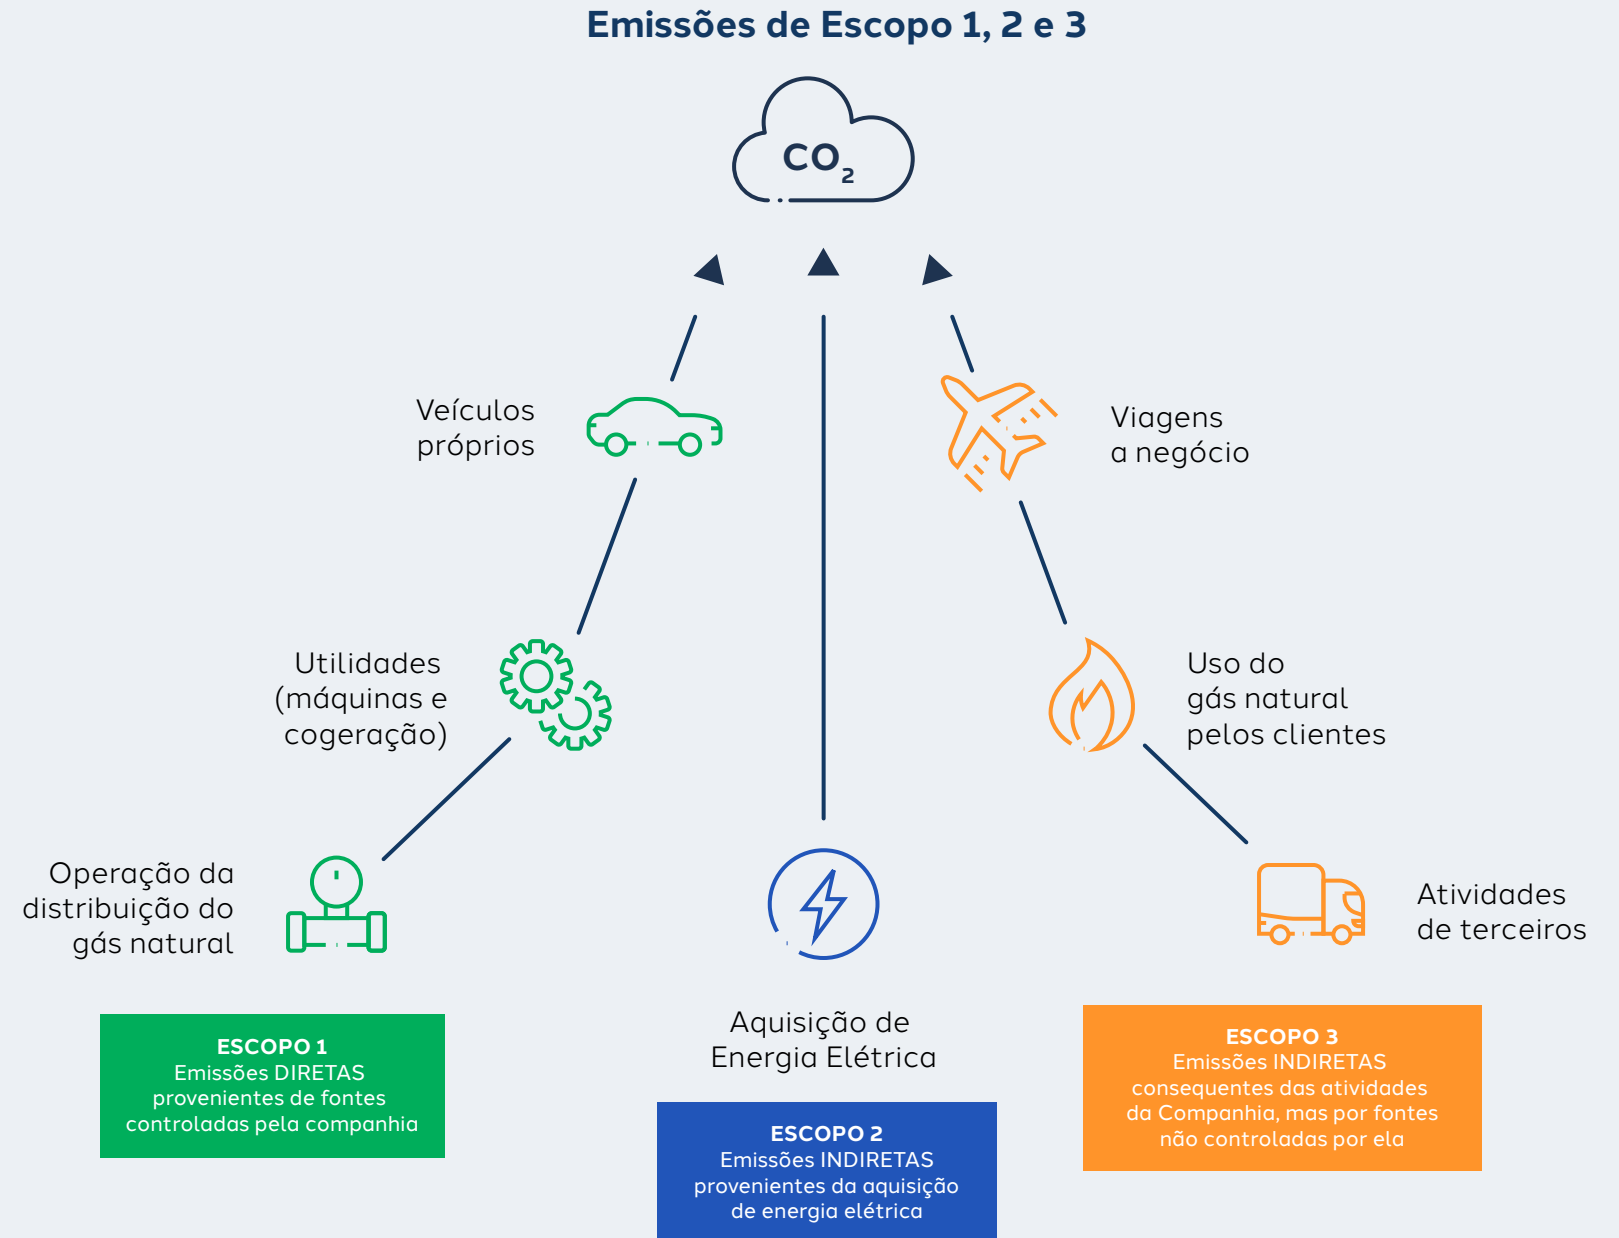 Emissões de Escopo 1, 2 e 3
CO2
Veículos
próprios
Viagens
a negócio
Utilidades
(máquinas e
cogeração)
Uso do
gás natural
pelos clientes
Operação da
distribuição do
gás natural
Atividades
de terceiros
Aquisição de
Energia Elétrica
ESCOPO 1
Emissões DIRETAS
provenientes de fontes
controladas pela companhia
ESCOPO 2
Emissões INDIRETAS
provenientes da aquisição
de energia elétrica
ESCOPO 3
Emissões INDIRETAS
consequentes das atividades
da Companhia, mas por fontes
não controladas por ela